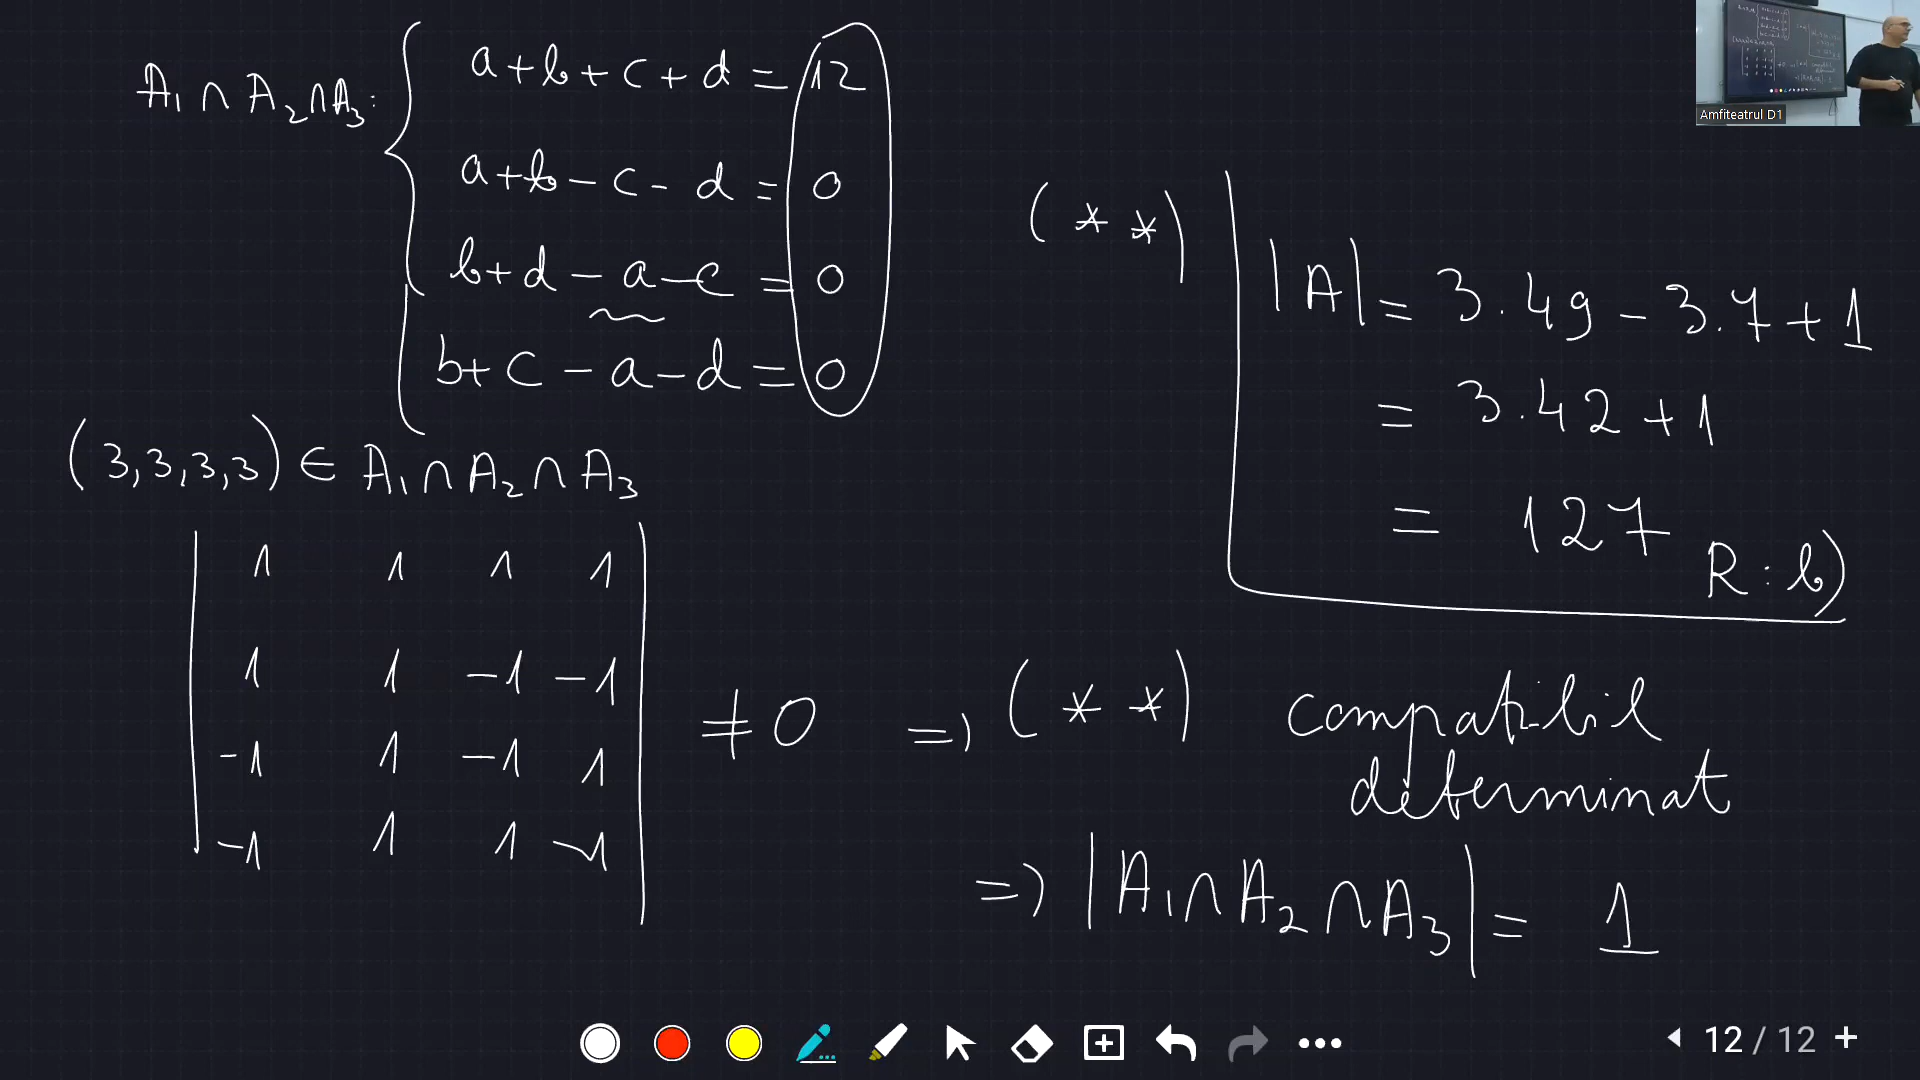 A₁ ∩ A₂ ∩ A₃ :
a + b + c + d = 12
a + b - c - d = 0
b + d - a - c = 0
b + c - a - d = 0
(**)
(3,3,3,3) ∈ A₁ ∩ A₂ ∩ A₃
|A| = 3.49 - 3.7 + 1
= 3.42 + 1
= 127
R : b)
1 1 1 1
1 1 -1 -1
-1 1 -1 1
-1 1 1 -1
≠ 0 => (**) compatibil
determinat
=> |A₁ ∩ A₂ ∩ A₃| = 1
Amfiteatrul D1
12 / 12